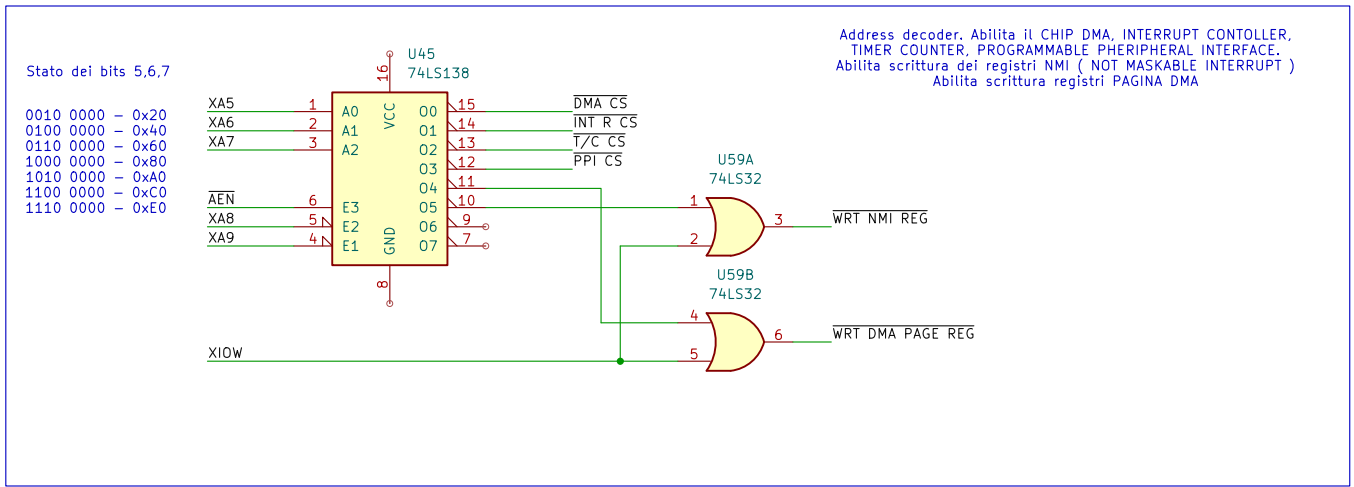 Address decoder. Abilita il CHIP DMA, INTERRUPT CONTOLLER,
TIMER COUNTER, PROGRAMMABLE PHERIPHERAL INTERFACE.
Abilita scrittura dei registri NMI ( NOT MASKABLE INTERRUPT )
Abilita scrittura registri PAGINA DMA
Stato dei bits 5,6,7
0010 0000 – 0x20
0100 0000 – 0x40
0110 0000 – 0x60
1000 0000 – 0x80
1010 0000 – 0xA0
1100 0000 – 0xC0
1110 0000 – 0xE0
U45
74LS138
16
VCC
XA5 1 A0 O0 15 DMA CS
XA6 2 A1 O1 14 INT R CS
XA7 3 A2 O2 13 T/C CS
O3 12 PPI CS
O4 11
AEN 6 E3 O5 10
XA8 5 E2 O6 9
XA9 4 E1 O7 7
GND
8
U59A
74LS32
1
2
3 WRT NMI REG
U59B
74LS32
4
5
6 WRT DMA PAGE REG
XIOW